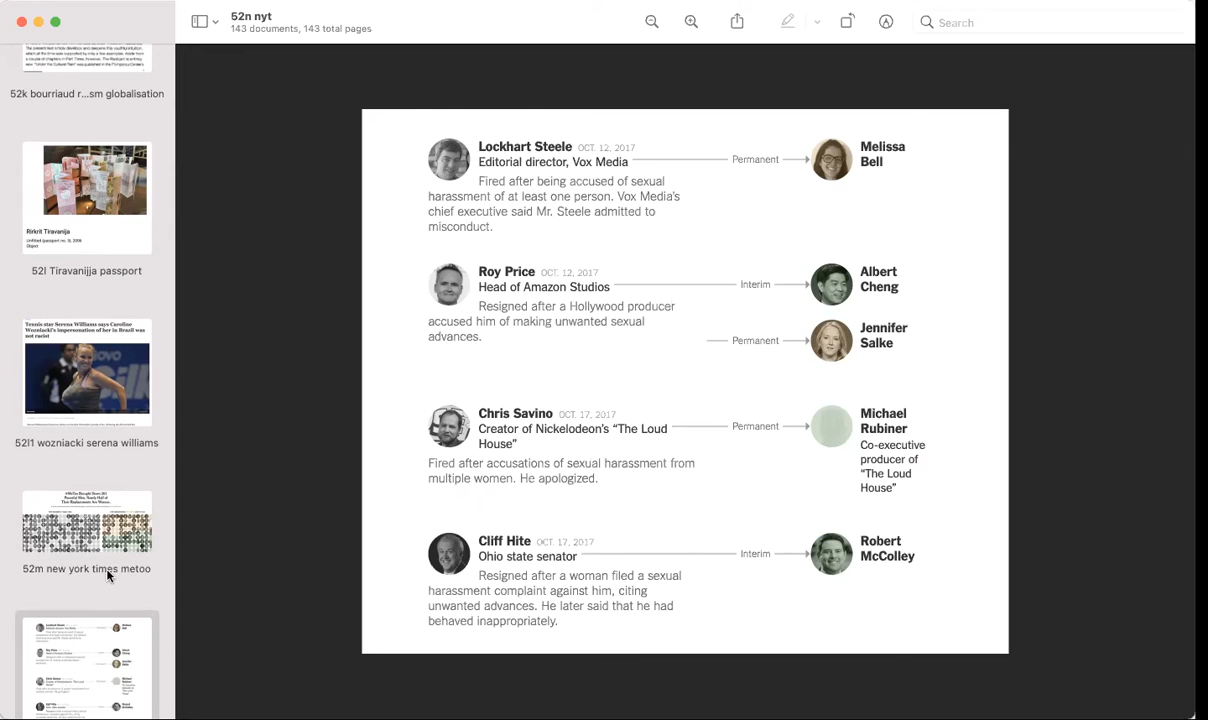 52n nyt
143 documents, 143 total pages
Search
52k bourriaud r...sm globalisation
Rirkrit Tiravanija
52l Tiravanijja passport
Tennis star Serena Williams says Caroline
Wozniacki's impersonation of her in Brazil was
not racist
52l1 wozniacki serena williams
52m new york times metoo
Lockhart Steele OCT. 12, 2017
Editorial director, Vox Media
Permanent
Melissa
Bell
Fired after being accused of sexual
harassment of at least one person. Vox Media's
chief executive said Mr. Steele admitted to
misconduct.
Roy Price OCT. 12, 2017
Head of Amazon Studios
Interim
Albert
Cheng
Resigned after a Hollywood producer
accused him of making unwanted sexual
advances.
Permanent
Jennifer
Salke
Chris Savino OCT. 17, 2017
Creator of Nickelodeon's "The Loud
House"
Permanent
Michael
Rubiner
Co-executive
producer of
"The Loud
House"
Fired after accusations of sexual harassment from
multiple women. He apologized.
Cliff Hite OCT. 17, 2017
Ohio state senator
Interim
Robert
McColley
Resigned after a woman filed a sexual
harassment complaint against him, citing
unwanted advances. He later said that he had
behaved inappropriately.